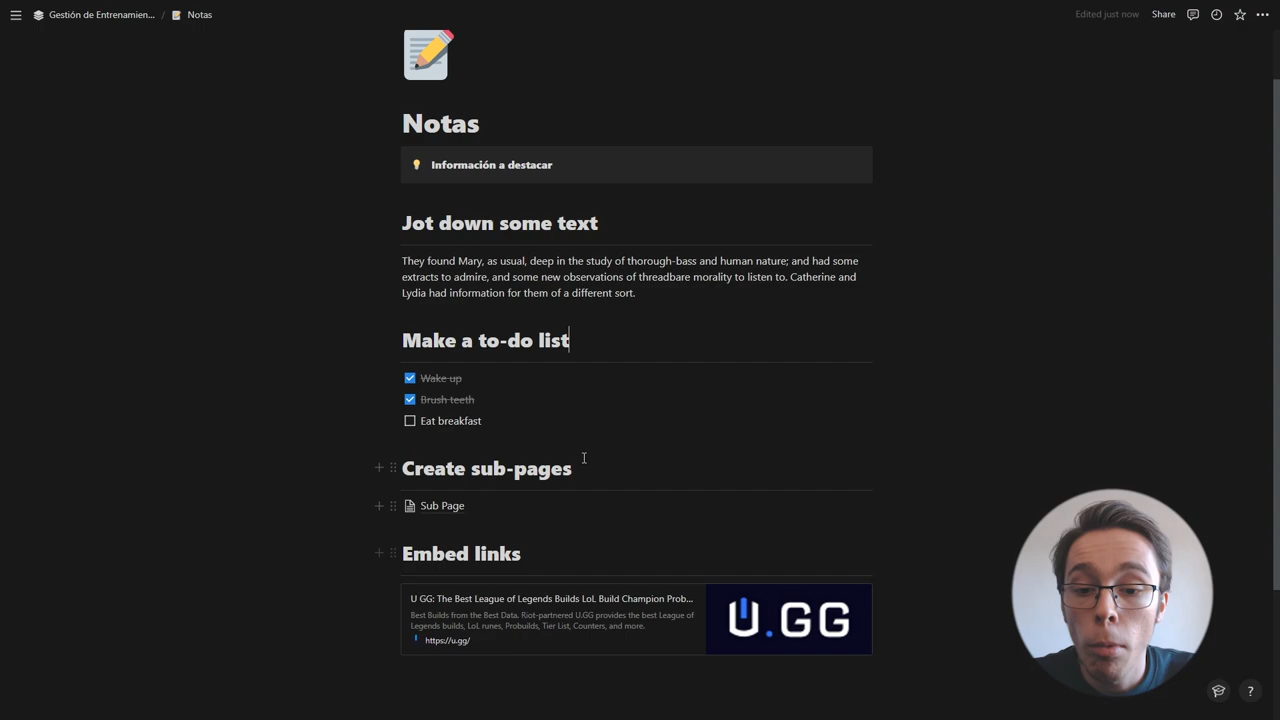 Gestión de Entrenamien... / Notas
Edited just now Share
Notas
Información a destacar
Jot down some text
They found Mary, as usual, deep in the study of thorough-bass and human nature; and had some
extracts to admire, and some new observations of threadbare morality to listen to. Catherine and
Lydia had information for them of a different sort.
Make a to-do list
Wake up
Brush teeth
Eat breakfast
Create sub-pages
Sub Page
Embed links
U GG: The Best League of Legends Builds LoL Build Champion Prob...
Best Builds from the Best Data. Riot-partnered U.GG provides the best League of
Legends builds, LoL runes, Probuilds, Tier List, Counters, and more.
https://u.gg/
U.GG
?